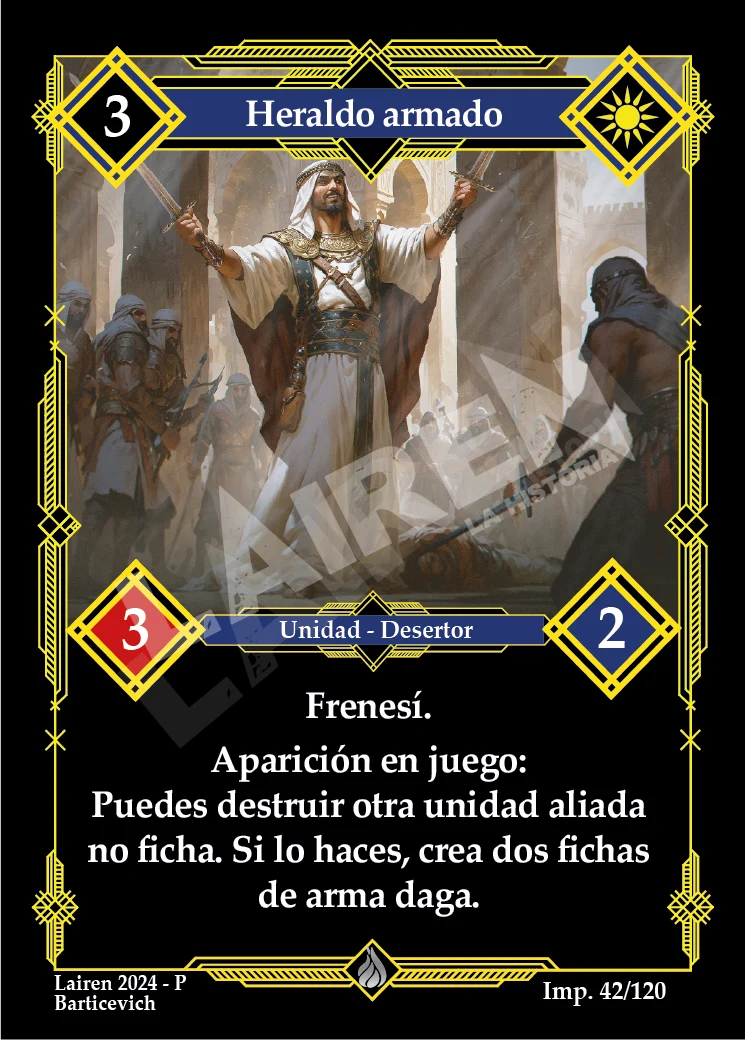 3
Heraldo armado
LAIREN
LA HISTORIA
3
Unidad - Desertor
2
Frenesí.
Aparición en juego:
Puedes destruir otra unidad aliada
no ficha. Si lo haces, crea dos fichas
de arma daga.
Lairen 2024 - P
Barticevich
Imp. 42/120